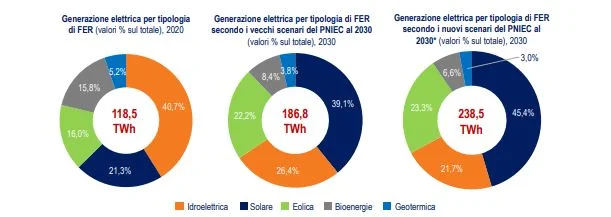 Generazione elettrica per tipologia
di FER (valori % sul totale), 2020
5,2%
15,8%
40,7%
118,5
TWh
16,0%
21,3%
Generazione elettrica per tipologia di FER
secondo i vecchi scenari del PNIEC al 2030
(valori % sul totale), 2030
3,8%
8,4%
39,1%
186,8
TWh
22,2%
26,4%
Generazione elettrica per tipologia di FER
secondo i nuovi scenari del PNIEC al
2030* (valori % sul totale), 2030
3,0%
6,6%
23,3%
45,4%
238,5
TWh
21,7%
Idroelettrica Solare Eolica Bioenergie Geotermica